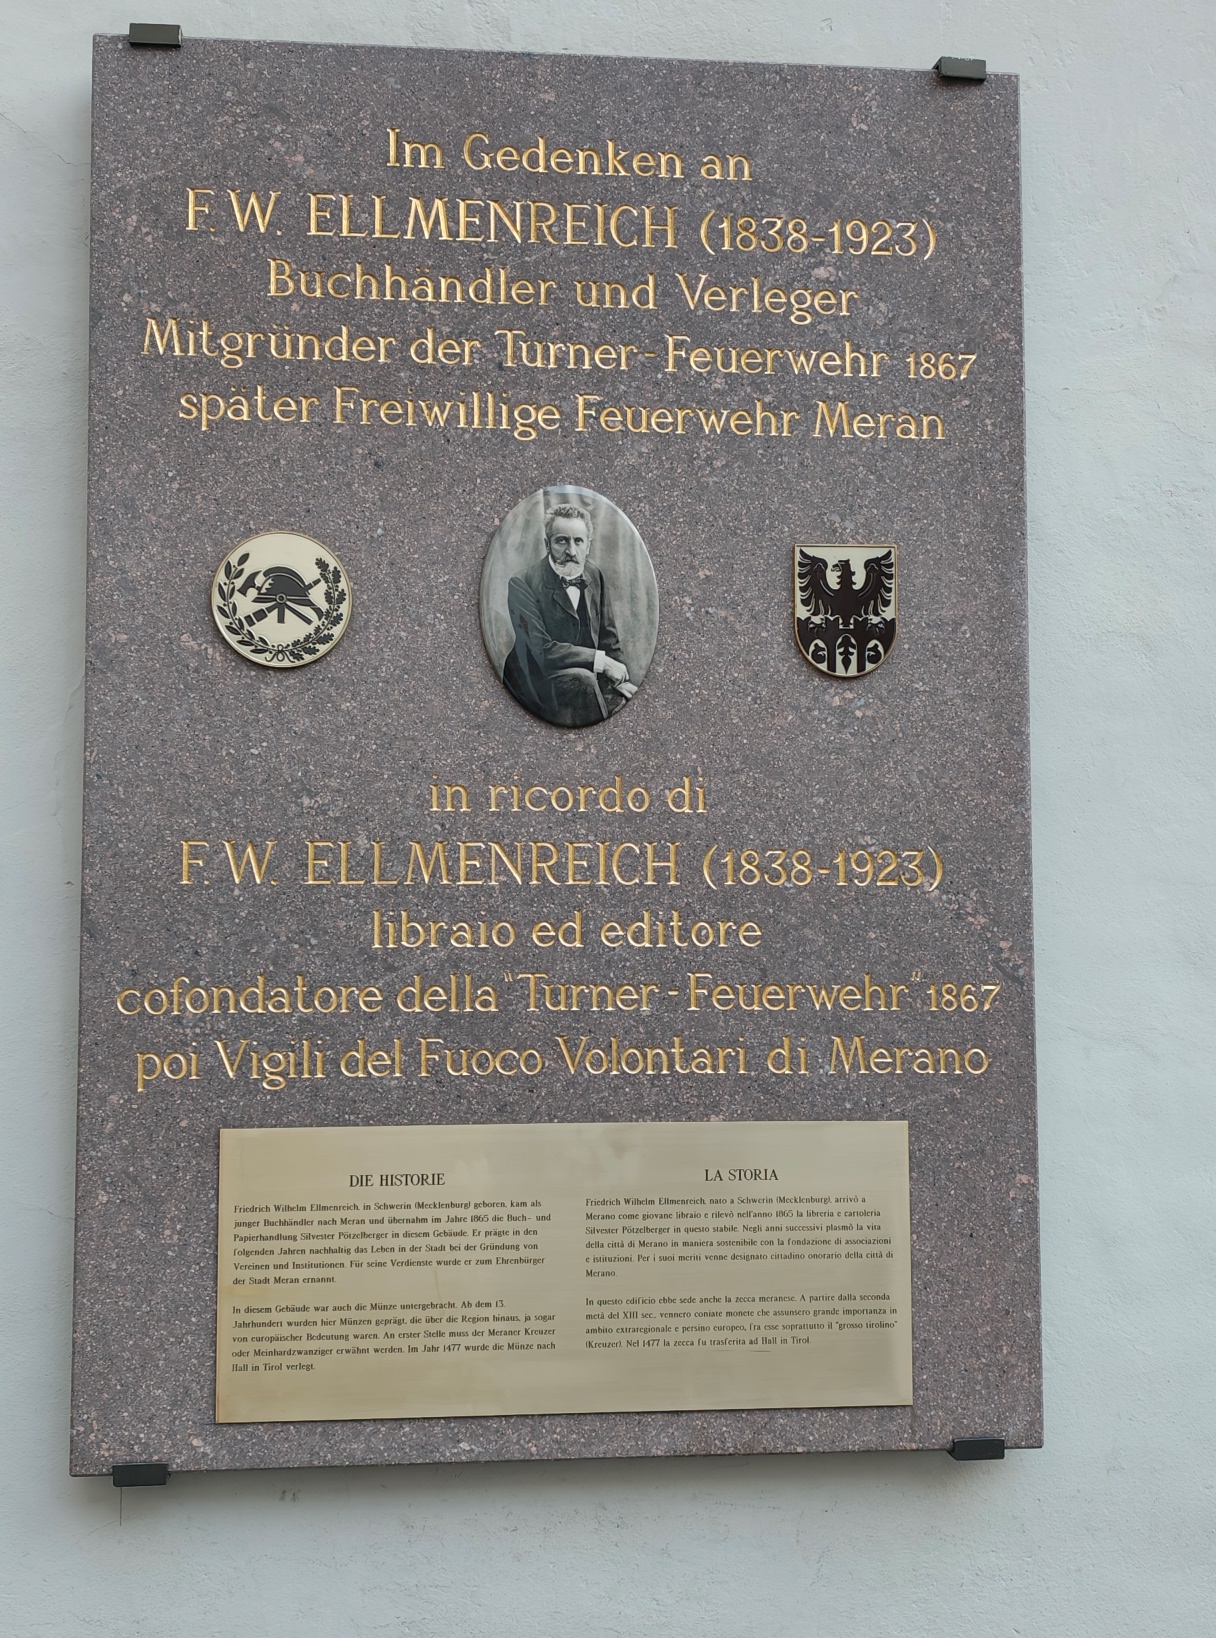 Im Gedenken an
F. W. ELLMENREICH (1838-1923)
Buchhändler und Verleger
Mitgründer der Turner-Feuerwehr 1867
später Freiwillige Feuerwehr Meran
in ricordo di
F. W. ELLMENREICH (1838-1923)
libraio ed editore
cofondatore della "Turner-Feuerwehr" 1867
poi Vigili del Fuoco Volontari di Merano
DIE HISTORIE
Friedrich Wilhelm Ellmenreich, in Schwerin (Mecklenburg) geboren, kam als
junger Buchhändler nach Meran und übernahm im Jahre 1865 die Buch- und
Papierhandlung Silvester Pötzelberger in diesem Gebäude. Er prägte in den
folgenden Jahren nachhaltig das Leben in der Stadt bei der Gründung von
Vereinen und Institutionen. Für seine Verdienste wurde er zum Ehrenbürger
der Stadt Meran ernannt.
In diesem Gebäude war auch die Münze untergebracht. Ab dem 13.
Jahrhundert wurden hier Münzen geprägt, die über die Region hinaus, ja sogar
von europäischer Bedeutung waren. An erster Stelle muss der Meraner Kreuzer
oder Meinhardzwanziger erwähnt werden. Im Jahr 1477 wurde die Münze nach
Hall in Tirol verlegt.
LA STORIA
Friedrich Wilhelm Ellmenreich, nato a Schwerin (Mecklenburg), arrivò a
Merano come giovane libraio e rilevò nell'anno 1865 la libreria e cartoleria
Silvester Pötzelberger in questo stabile. Negli anni successivi plasmò la vita
della città di Merano in maniera sostenibile con la fondazione di associazioni
e istituzioni. Per i suoi meriti venne designato cittadino onorario della città di
Merano.
In questo edificio ebbe sede anche la zecca meranese. A partire dalla seconda
metà del XIII sec., vennero coniate monete che assunsero grande importanza in
ambito extraregionale e persino europeo, fra esse soprattutto il "grosso tirolino"
(Kreuzer). Nel 1477 la zecca fu trasferita ad Hall in Tirol.